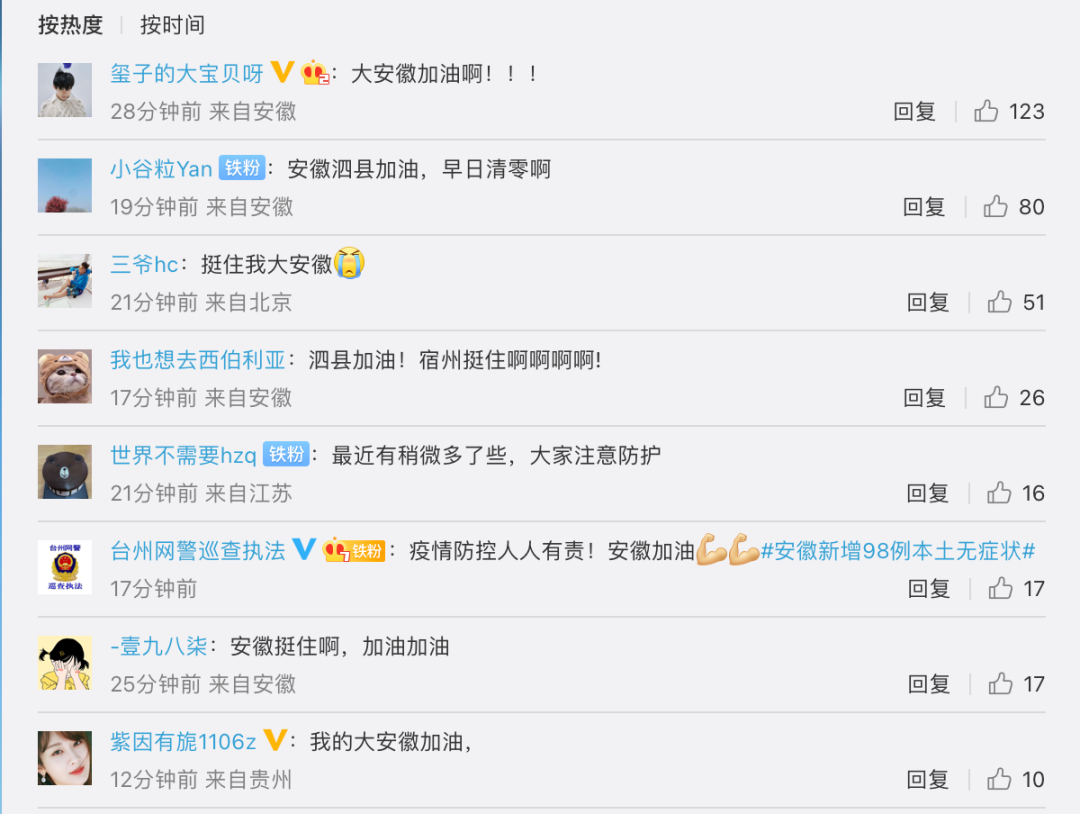 按热度 按时间
玺子的大宝贝呀：大安徽加油啊！！！
28分钟前 来自安徽 回复 123
小谷粒Yan 铁粉：安徽泗县加油，早日清零啊
19分钟前 来自安徽 回复 80
三爷hc：挺住我大安徽😭
21分钟前 来自北京 回复 51
我也想去西伯利亚：泗县加油！宿州挺住啊啊啊啊!
17分钟前 来自安徽 回复 26
世界不需要hzq 铁粉：最近有稍微多了些，大家注意防护
21分钟前 来自江苏 回复 16
台州网警
巡查执法
台州网警巡查执法 7 铁粉：疫情防控人人有责！安徽加油💪💪#安徽新增98例本土无症状#
17分钟前 回复 17
-壹九八柒：安徽挺住啊，加油加油
25分钟前 来自安徽 回复 17
紫因有旎1106z：我的大安徽加油，
12分钟前 来自贵州 回复 10